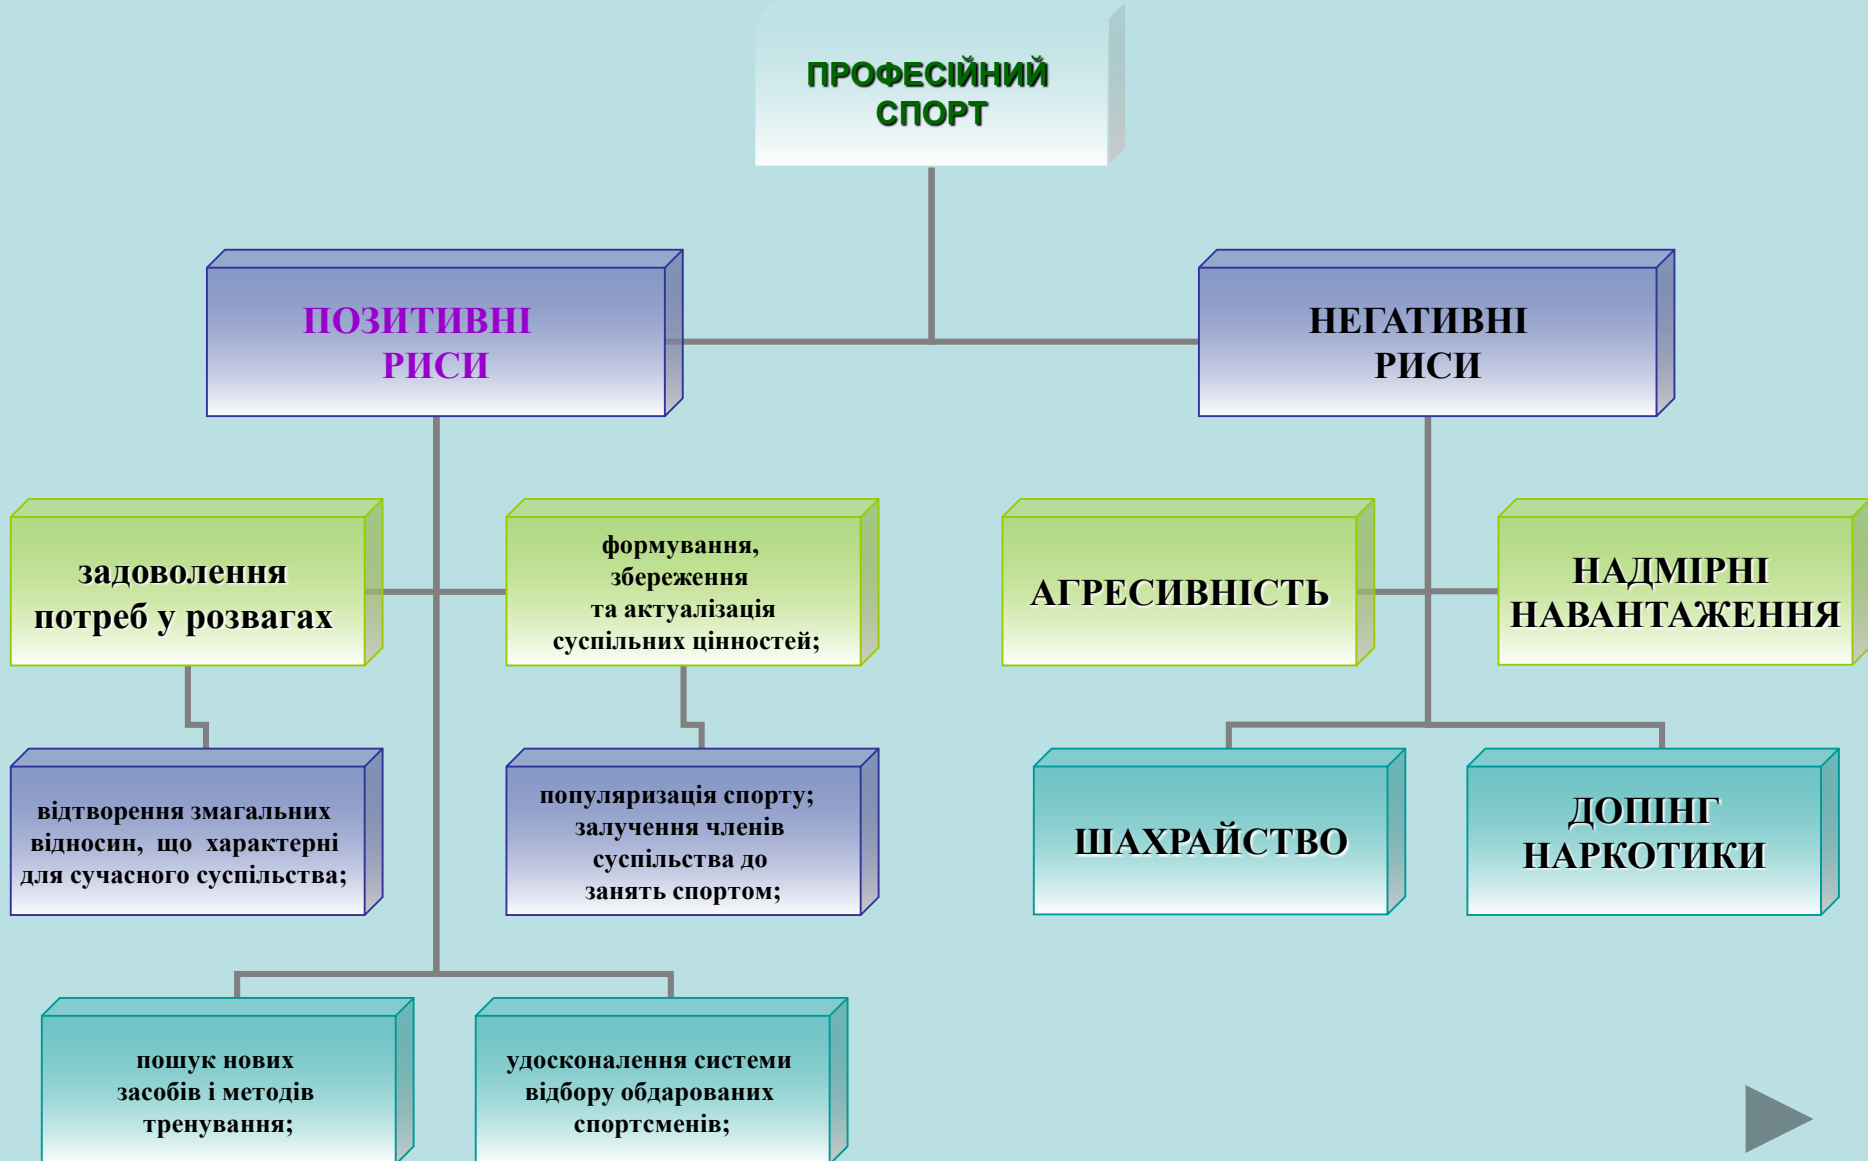 ПРОФЕСІЙНИЙ
СПОРТ
ПОЗИТИВНІ
РИСИ
НЕГАТИВНІ
РИСИ
задоволення
потреб у розвагах
формування,
збереження
та актуалізація
суспільних цінностей;
АГРЕСИВНІСТЬ
НАДМІРНІ
НАВАНТАЖЕННЯ
відтворення змагальних
відносин, що характерні
для сучасного суспільства;
популяризація спорту;
залучення членів
суспільства до
занять спортом;
ШАХРАЙСТВО
ДОПІНГ
НАРКОТИКИ
пошук нових
засобів і методів
тренування;
удосконалення системи
відбору обдарованих
спортсменів;